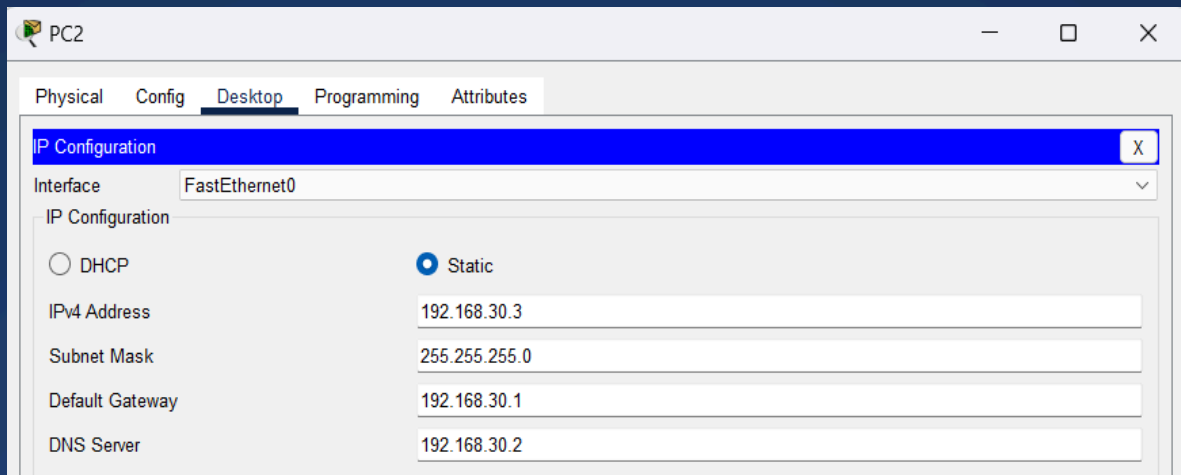 PC2
Physical Config Desktop Programming Attributes
IP Configuration X
Interface FastEthernet0
IP Configuration
DHCP Static
IPv4 Address 192.168.30.3
Subnet Mask 255.255.255.0
Default Gateway 192.168.30.1
DNS Server 192.168.30.2